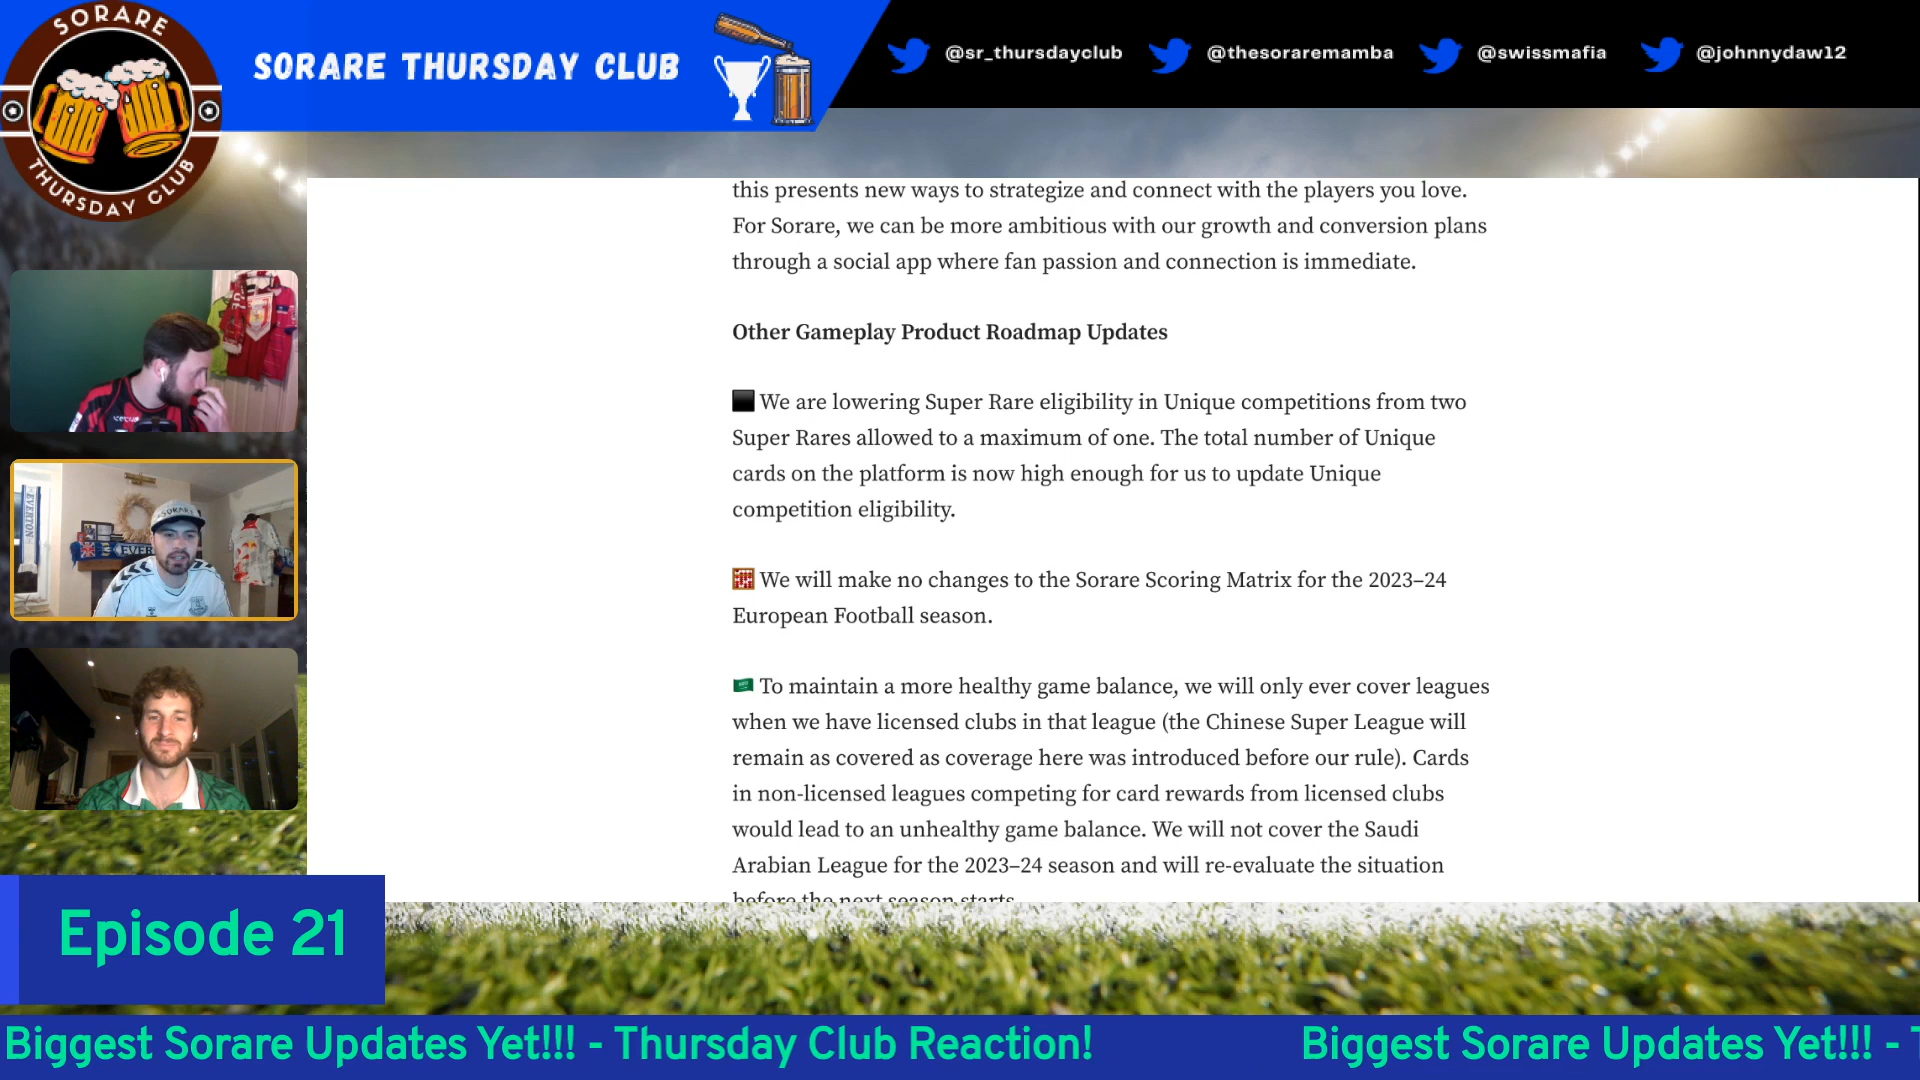 SORARE
THURSDAY CLUB
SORARE THURSDAY CLUB
@sr_thursdayclub
@thesoraremamba
@swissmafia
@johnnydaw12
this presents new ways to strategize and connect with the players you love.
For Sorare, we can be more ambitious with our growth and conversion plans
through a social app where fan passion and connection is immediate.
Other Gameplay Product Roadmap Updates
We are lowering Super Rare eligibility in Unique competitions from two
Super Rares allowed to a maximum of one. The total number of Unique
cards on the platform is now high enough for us to update Unique
competition eligibility.
We will make no changes to the Sorare Scoring Matrix for the 2023–24
European Football season.
To maintain a more healthy game balance, we will only ever cover leagues
when we have licensed clubs in that league (the Chinese Super League will
remain as covered as coverage here was introduced before our rule). Cards
in non-licensed leagues competing for card rewards from licensed clubs
would lead to an unhealthy game balance. We will not cover the Saudi
Arabian League for the 2023–24 season and will re-evaluate the situation
before the next season starts.
EVERTON
SORARE
EVER
Episode 21
Biggest Sorare Updates Yet!!! - Thursday Club Reaction!
Biggest Sorare Updates Yet!!! - T